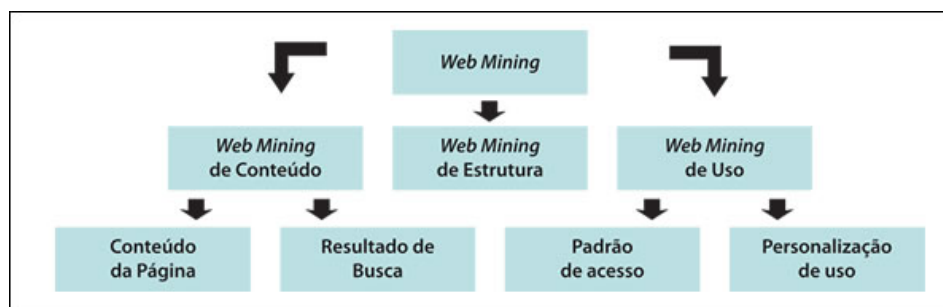 Web Mining
Web Mining
de Conteúdo
Web Mining
de Estrutura
Web Mining
de Uso
Conteúdo
da Página
Resultado de
Busca
Padrão
de acesso
Personalização
de uso